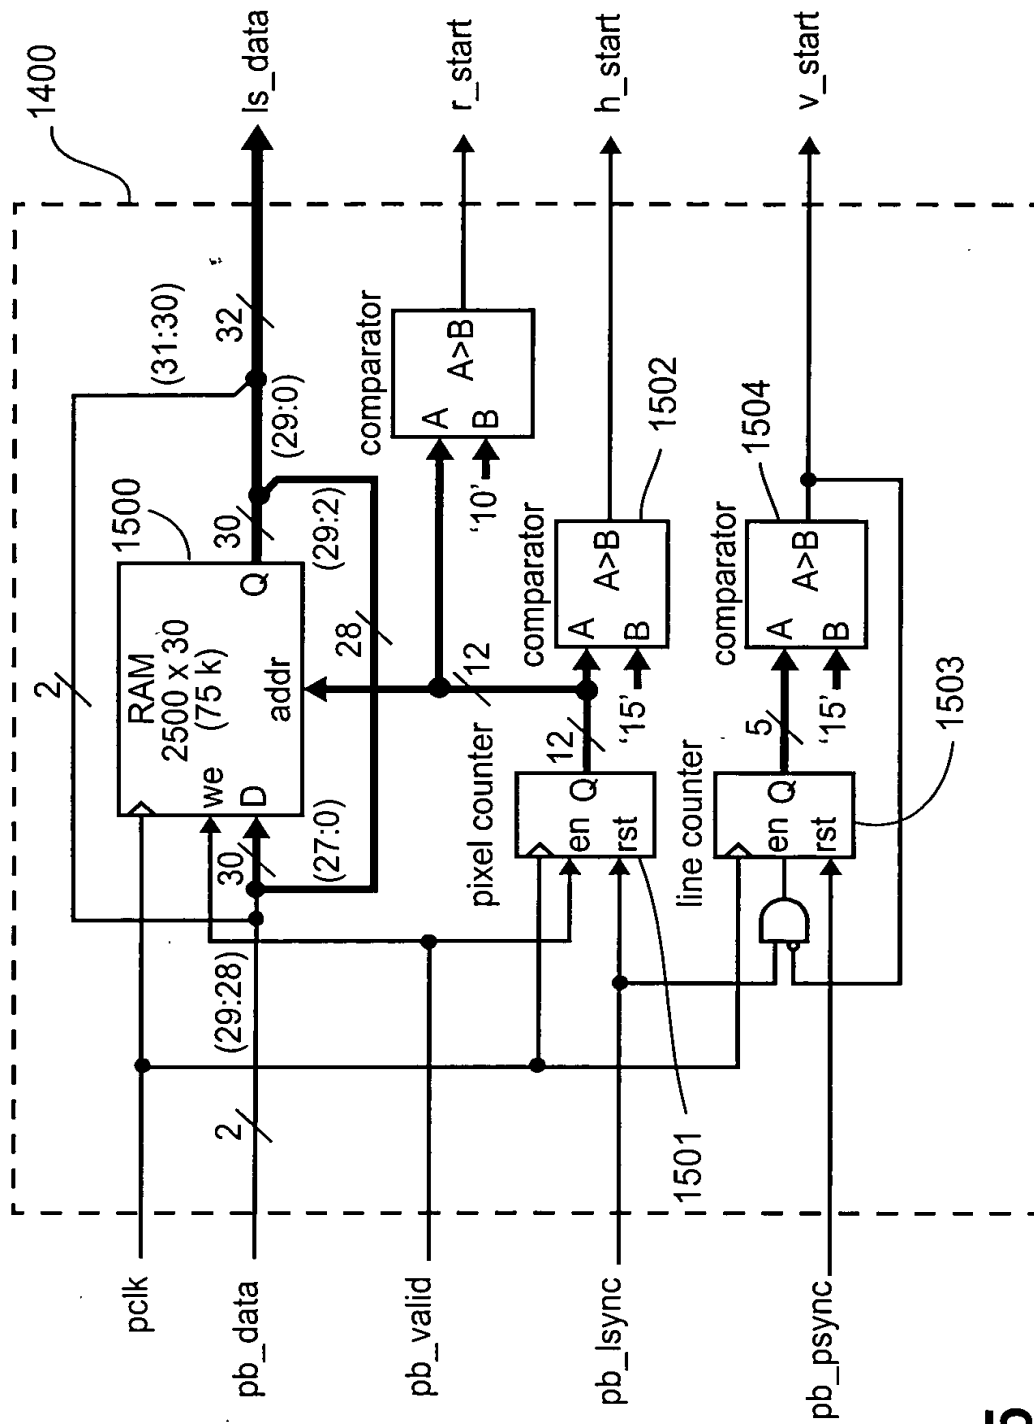 1400
ls_data
r_start
h_start
v_start
2
(31:30)
32
(29:0)
30
(29:2)
28
1500
RAM
2500 x 30
(75 k)
we
D
Q
addr
30
(27:0)
(29:28)
2
comparator
A
B
A>B
'10'
12
pixel counter
en
Q
rst
12
1501
comparator
A
B
A>B
'15'
1502
line counter
en
Q
rst
5
1503
comparator
A
B
A>B
'15'
1504
pclk
pb_data
pb_valid
pb_lsync
pb_psync